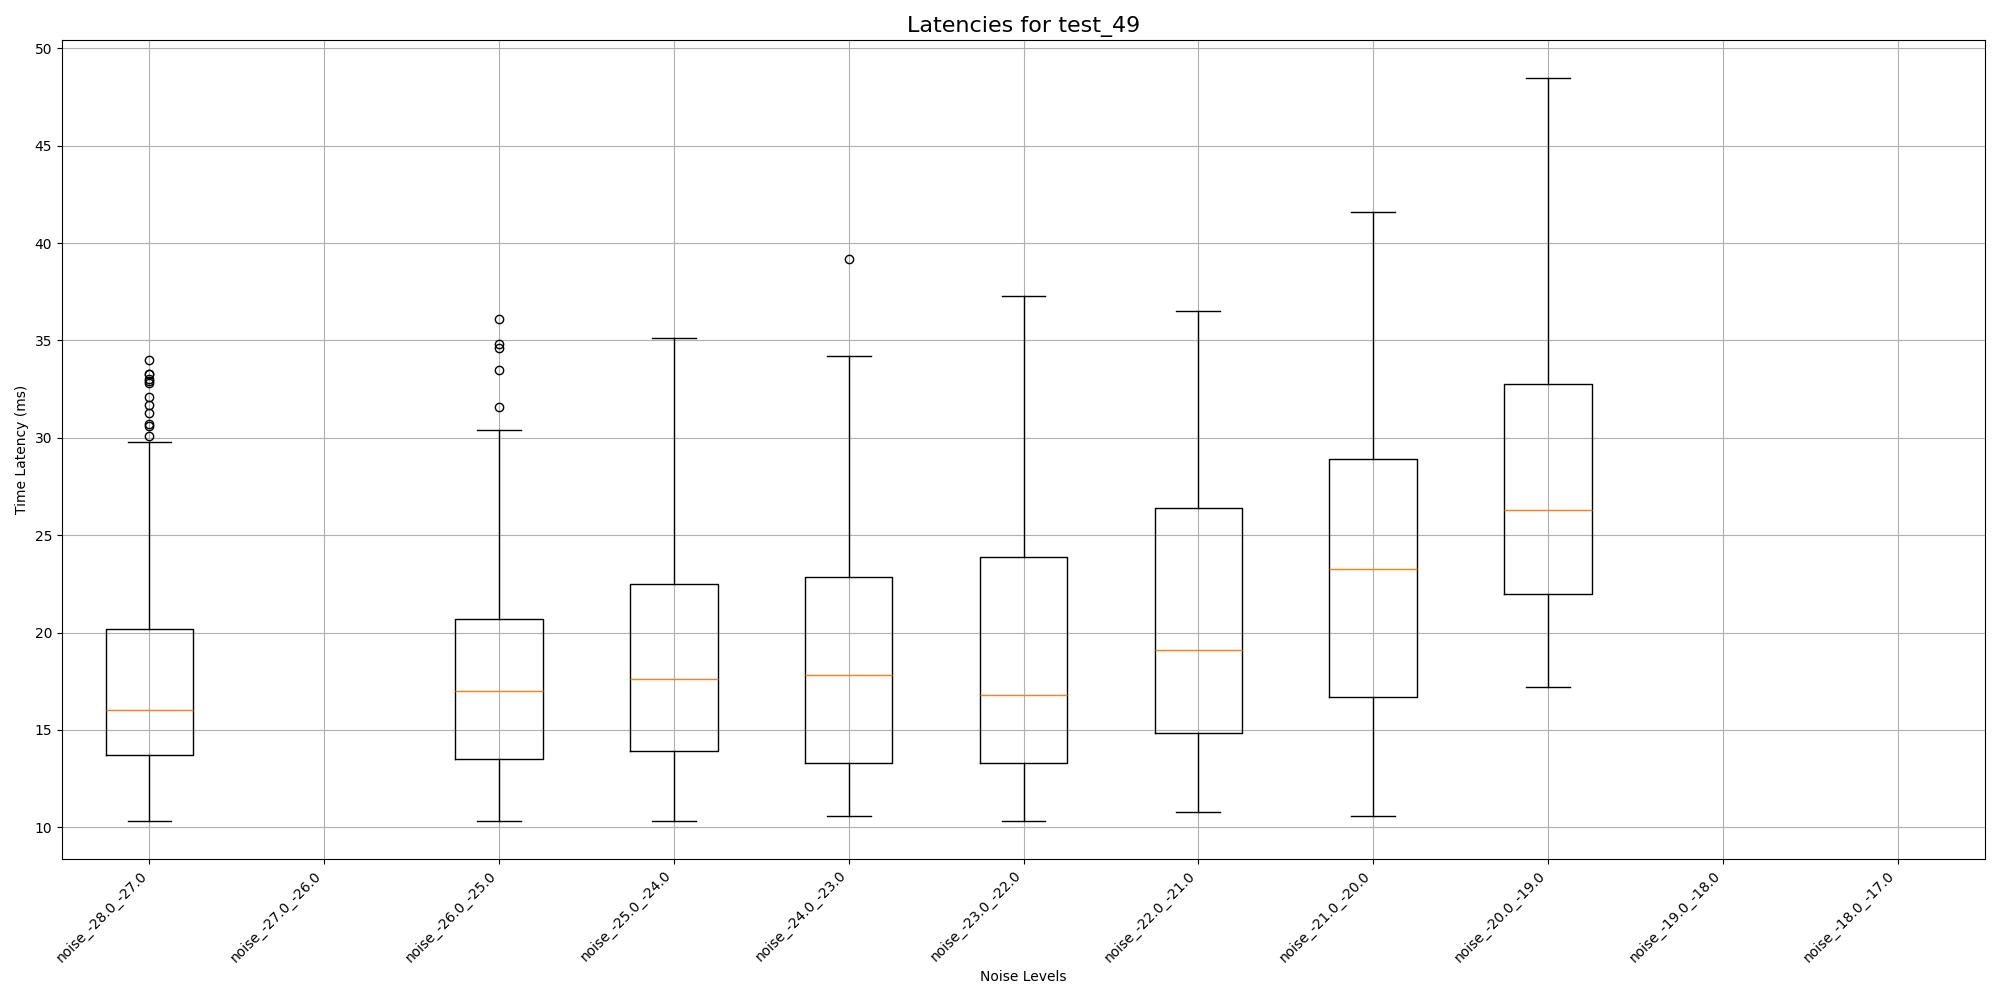 Latencies for test_49
50
45
40
35
30
25
20
15
10
Time Latency (ms)
noise_-28.0_-27.0
noise_-27.0_-26.0
noise_-26.0_-25.0
noise_-25.0_-24.0
noise_-24.0_-23.0
noise_-23.0_-22.0
noise_-22.0_-21.0
noise_-21.0_-20.0
noise_-20.0_-19.0
noise_-19.0_-18.0
noise_-18.0_-17.0
Noise Levels